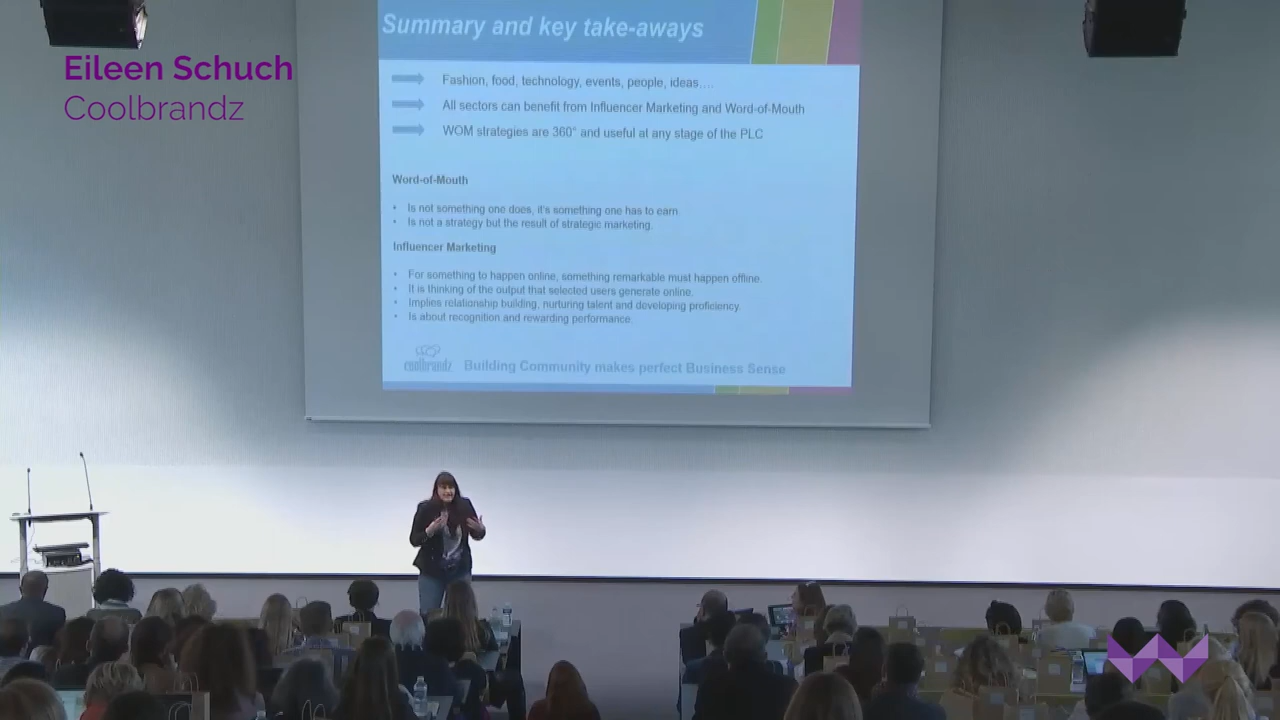 Eileen Schuch
Coolbrandz
Summary and key take-aways
Fashion, food, technology, events, people, ideas….
All sectors can benefit from Influencer Marketing and Word-of-Mouth
WOM strategies are 360° and useful at any stage of the PLC
Word-of-Mouth
• Is not something one does, it's something one has to earn.
• Is not a strategy but the result of strategic marketing.
Influencer Marketing
• For something to happen online, something remarkable must happen offline.
• It is thinking of the output that selected users generate online.
• Implies relationship building, nurturing talent and developing proficiency.
• Is about recognition and rewarding performance.
coolbrandz Building Community makes perfect Business Sense